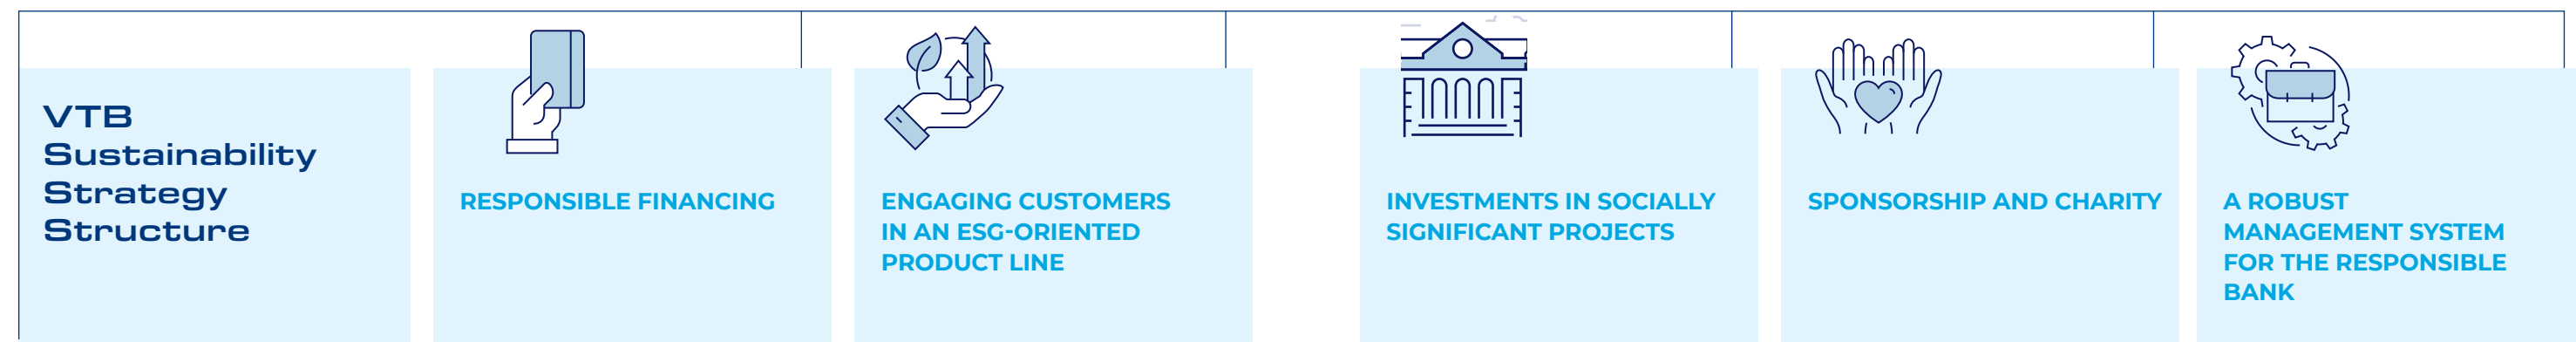 VTB
Sustainability
Strategy
Structure
RESPONSIBLE FINANCING
ENGAGING CUSTOMERS
IN AN ESG-ORIENTED
PRODUCT LINE
INVESTMENTS IN SOCIALLY
SIGNIFICANT PROJECTS
SPONSORSHIP AND CHARITY
A ROBUST
MANAGEMENT SYSTEM
FOR THE RESPONSIBLE
BANK